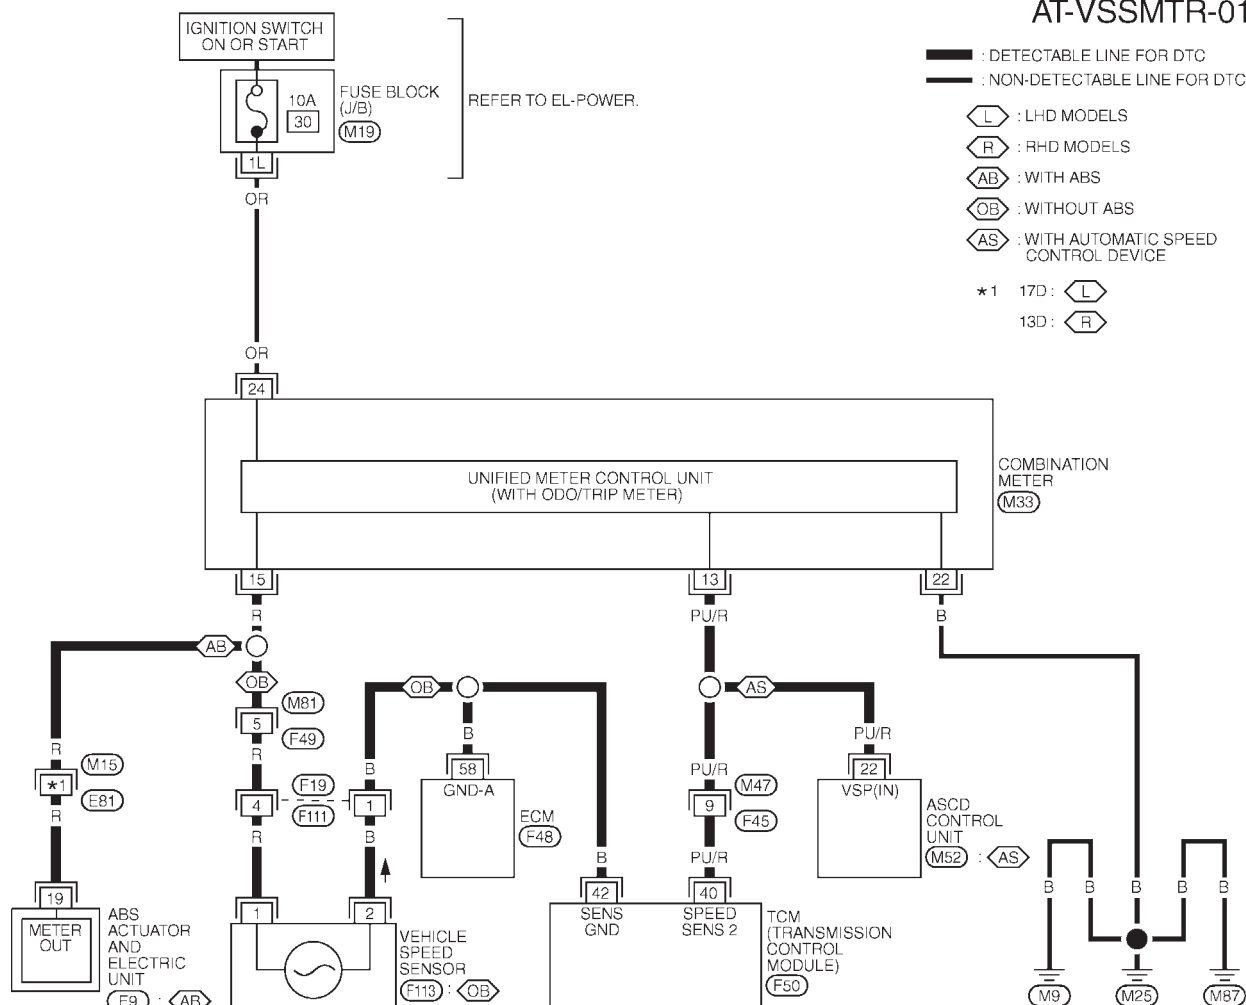 AT-VSSMTR-01
IGNITION SWITCH
ON OR START
10A
30
FUSE BLOCK
(J/B)
M19
REFER TO EL-POWER.
1L
OR
: DETECTABLE LINE FOR DTC
: NON-DETECTABLE LINE FOR DTC
L : LHD MODELS
R : RHD MODELS
AB : WITH ABS
OB : WITHOUT ABS
AS : WITH AUTOMATIC SPEED
CONTROL DEVICE
*1 17D : L
13D : R
OR
24
UNIFIED METER CONTROL UNIT
(WITH ODO/TRIP METER)
COMBINATION
METER
M33
15 13 22
R PU/R B
AB
OB OB AS
5 M81
F49
R B PU/R
R B PU/R
*1 M15
E81
R
4 F19
F111
1
R B
58
GND-A
ECM
F48
9 M47
F45
22
VSP(IN)
ASCD
CONTROL
UNIT
M52 : AS
B PU/R
B B B B B
19
METER
OUT
ABS
ACTUATOR
AND
ELECTRIC
UNIT
E9 : AB
1 2
VEHICLE
SPEED
SENSOR
F113 : OB
42 40
SENS
GND
SPEED
SENS 2
TCM
(TRANSMISSION
CONTROL
MODULE)
F50
M9 M25 M87